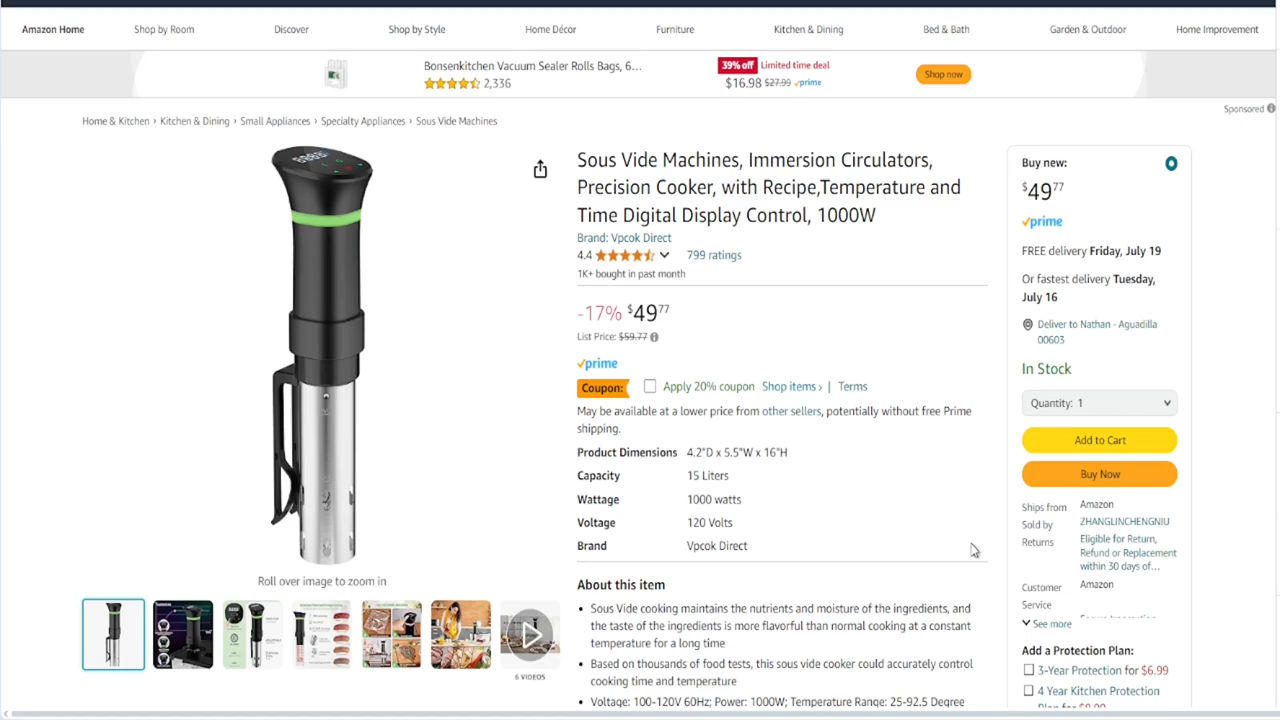 Amazon Home Shop by Room Discover Shop by Style Home Décor Furniture Kitchen & Dining Bed & Bath Garden & Outdoor Home Improvement
Bonsenkitchen Vacuum Sealer Rolls Bags, 6...
2,336
39% off Limited time deal
$16.98 $27.99 prime
Shop now
Sponsored
Home & Kitchen › Kitchen & Dining › Small Appliances › Specialty Appliances › Sous Vide Machines
Roll over image to zoom in
6 VIDEOS
Sous Vide Machines, Immersion Circulators,
Precision Cooker, with Recipe,Temperature and
Time Digital Display Control, 1000W
Brand: Vpcok Direct
4.4 799 ratings
1K+ bought in past month
-17% $49 77
List Price: $59.77
prime
Coupon: Apply 20% coupon Shop items › | Terms
May be available at a lower price from other sellers, potentially without free Prime
shipping.
Product Dimensions 4.2"D x 5.5"W x 16"H
Capacity 15 Liters
Wattage 1000 watts
Voltage 120 Volts
Brand Vpcok Direct
About this item
• Sous Vide cooking maintains the nutrients and moisture of the ingredients, and
the taste of the ingredients is more flavorful than normal cooking at a constant
temperature for a long time
• Based on thousands of food tests, this sous vide cooker could accurately control
cooking time and temperature
• Voltage: 100-120V 60Hz; Power: 1000W; Temperature Range: 25-92.5 Degree
Buy new:
$49 77
prime
FREE delivery Friday, July 19
Or fastest delivery Tuesday,
July 16
Deliver to Nathan - Aguadilla
00603
In Stock
Quantity: 1
Add to Cart
Buy Now
Ships from Amazon
Sold by ZHANGLINCHENGNIU
Returns Eligible for Return,
Refund or Replacement
within 30 days of...
Customer Amazon
Service
See more
Add a Protection Plan:
3-Year Protection for $6.99
4 Year Kitchen Protection
Plan for $8.99